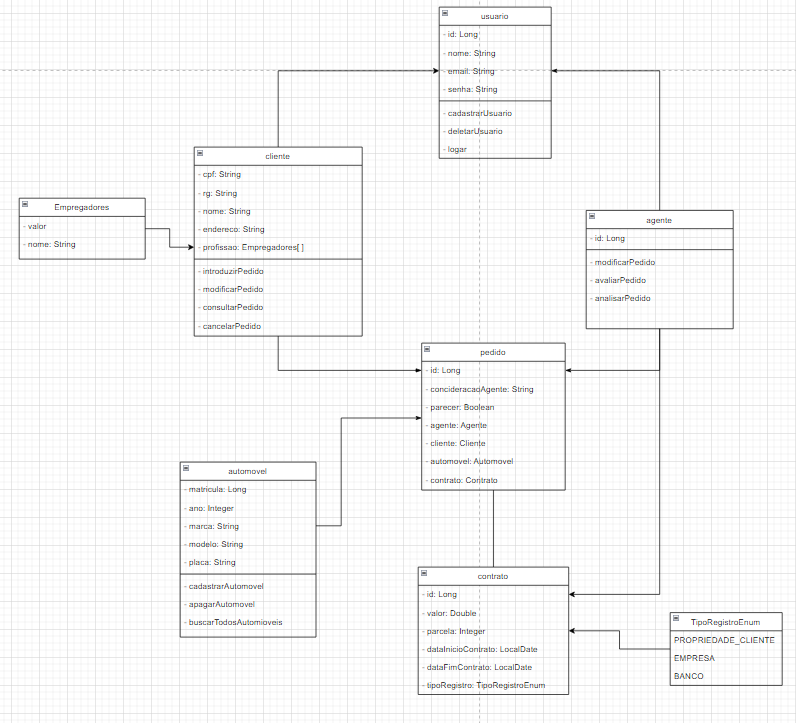 usuario
- id: Long
- nome: String
- email: String
- senha: String
- cadastrarUsuario
- deletarUsuario
- logar
cliente
- cpf: String
- rg: String
- nome: String
- endereco: String
- profissao: Empregadores[ ]
- introduzirPedido
- modificarPedido
- consultarPedido
- cancelarPedido
Empregadores
- valor
- nome: String
agente
- id: Long
- modificarPedido
- avaliarPedido
- analisarPedido
pedido
- id: Long
- concideracaoAgente: String
- parecer: Boolean
- agente: Agente
- cliente: Cliente
- automovel: Automovel
- contrato: Contrato
automovel
- matricula: Long
- ano: Integer
- marca: String
- modelo: String
- placa: String
- cadastrarAutomovel
- apagarAutomovel
- buscarTodosAutomioveis
contrato
- id: Long
- valor: Double
- parcela: Integer
- dataInicioContrato: LocalDate
- dataFimContrato: LocalDate
- tipoRegistro: TipoRegistroEnum
TipoRegistroEnum
PROPRIEDADE_CLIENTE
EMPRESA
BANCO